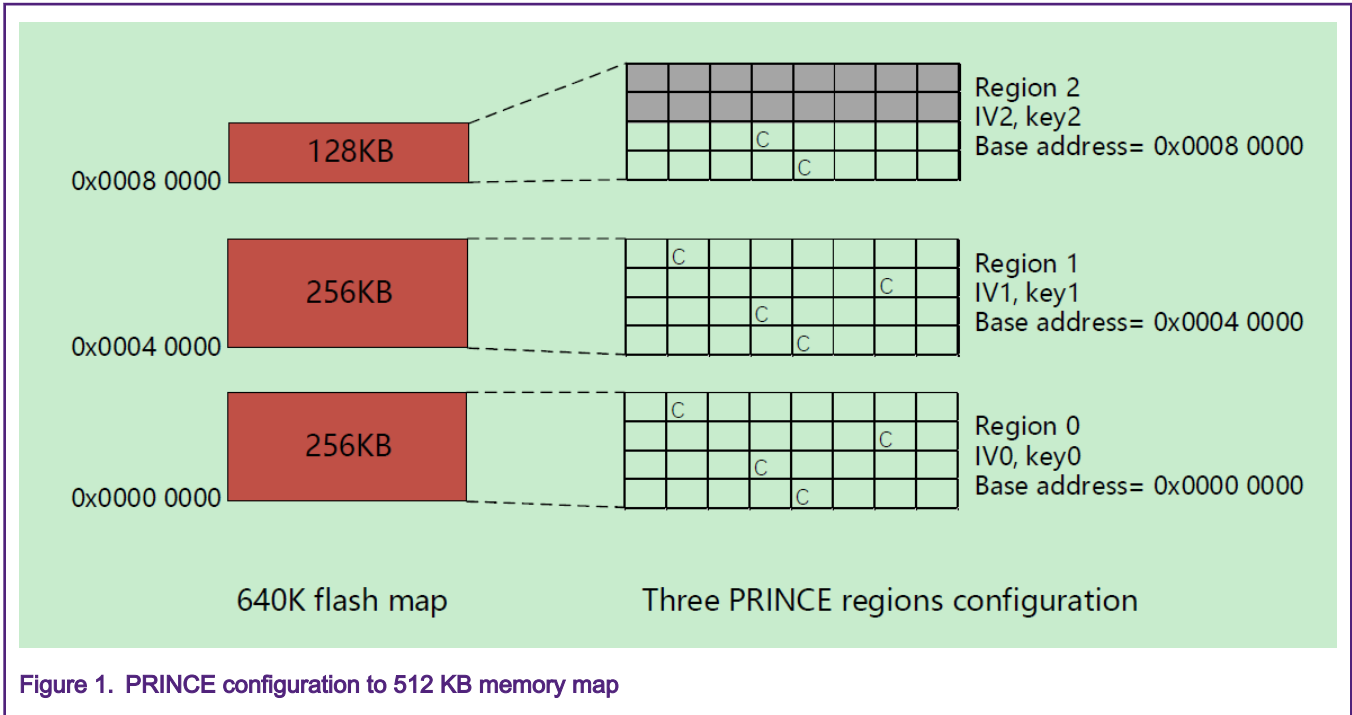 128KB
0x0008 0000
C
C
Region 2
IV2, key2
Base address= 0x0008 0000
256KB
0x0004 0000
C
C
C
C
Region 1
IV1, key1
Base address= 0x0004 0000
256KB
0x0000 0000
C
C
C
C
Region 0
IV0, key0
Base address= 0x0000 0000
640K flash map
Three PRINCE regions configuration
Figure 1. PRINCE configuration to 512 KB memory map